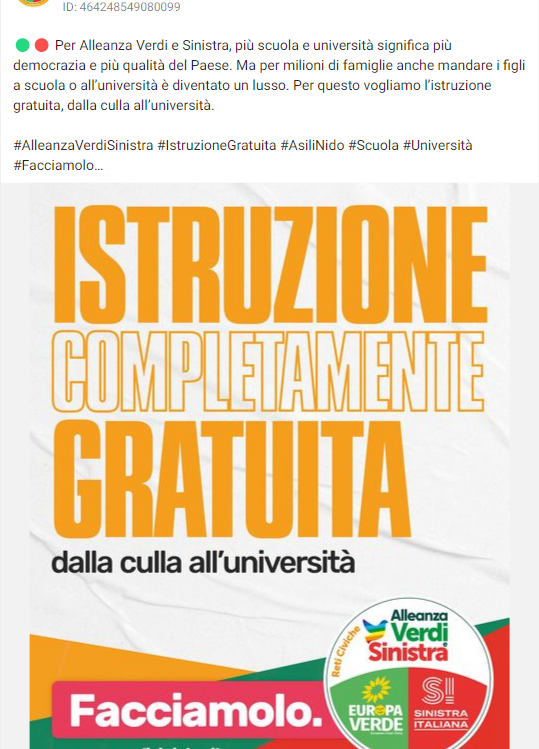 ID: 464248549080099
Per Alleanza Verdi e Sinistra, più scuola e università significa più
democrazia e più qualità del Paese. Ma per milioni di famiglie anche mandare i figli
a scuola o all’università è diventato un lusso. Per questo vogliamo l’istruzione
gratuita, dalla culla all’università.
#AlleanzaVerdiSinistra #IstruzioneGratuita #AsiliNido #Scuola #Università
#Facciamolo...
ISTRUZIONE
COMPLETAMENTE
GRATUITA
dalla culla all’università
Reti Civiche
Alleanza
Verdi
Sinistra
Facciamolo.
EUROPA
VERDE
SI
SINISTRA
ITALIANA